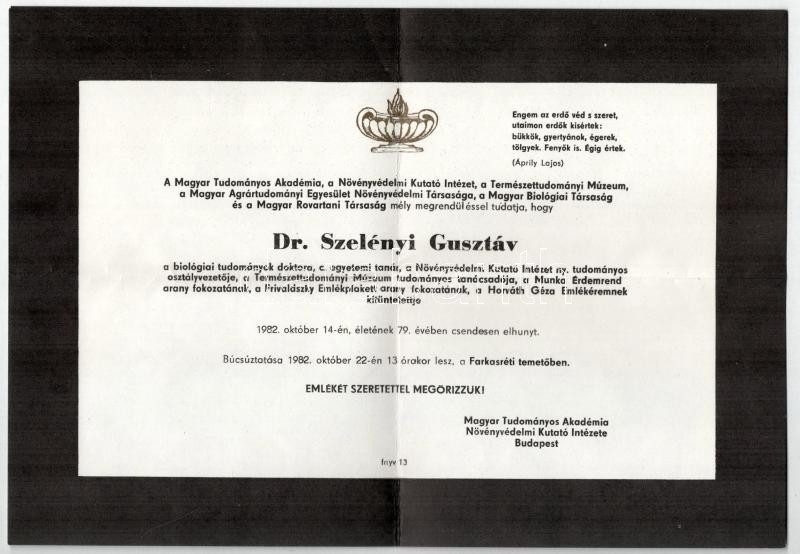 Engem az erdő véd s szeret,
utaimon erdők kísértek:
bükkök, gyertyánok, égerek,
tölgyek. Fenyők is. Égig értek.
(Áprily Lajos)
A Magyar Tudományos Akadémia, a Növényvédelmi Kutató Intézet, a Természettudományi Múzeum,
a Magyar Agrártudományi Egyesület Növényvédelmi Társasága, a Magyar Biológiai Társaság
és a Magyar Rovartani Társaság mély megrendüléssel tudatja, hogy
Dr. Szelényi Gusztáv
a biológiai tudományok doktora, c. egyetemi tanár, a Növényvédelmi Kutató Intézet ny. tudományos
osztályvezetője, a Természettudományi Múzeum tudományos tanácsadója, a Munka Érdemrend
arany fokozatának, a Frivaldszky Emlékplakett arany fokozatának, a Horváth Géza Emlékéremnek
kitüntetettje
1982. október 14-én, életének 79. évében csendesen elhunyt.
Búcsúztatása 1982. október 22-én 13 órakor lesz, a Farkasréti temetőben.
EMLÉKÉT SZERETETTEL MEGŐRIZZUK!
Magyar Tudományos Akadémia
Növényvédelmi Kutató Intézete
Budapest
fnyv 13